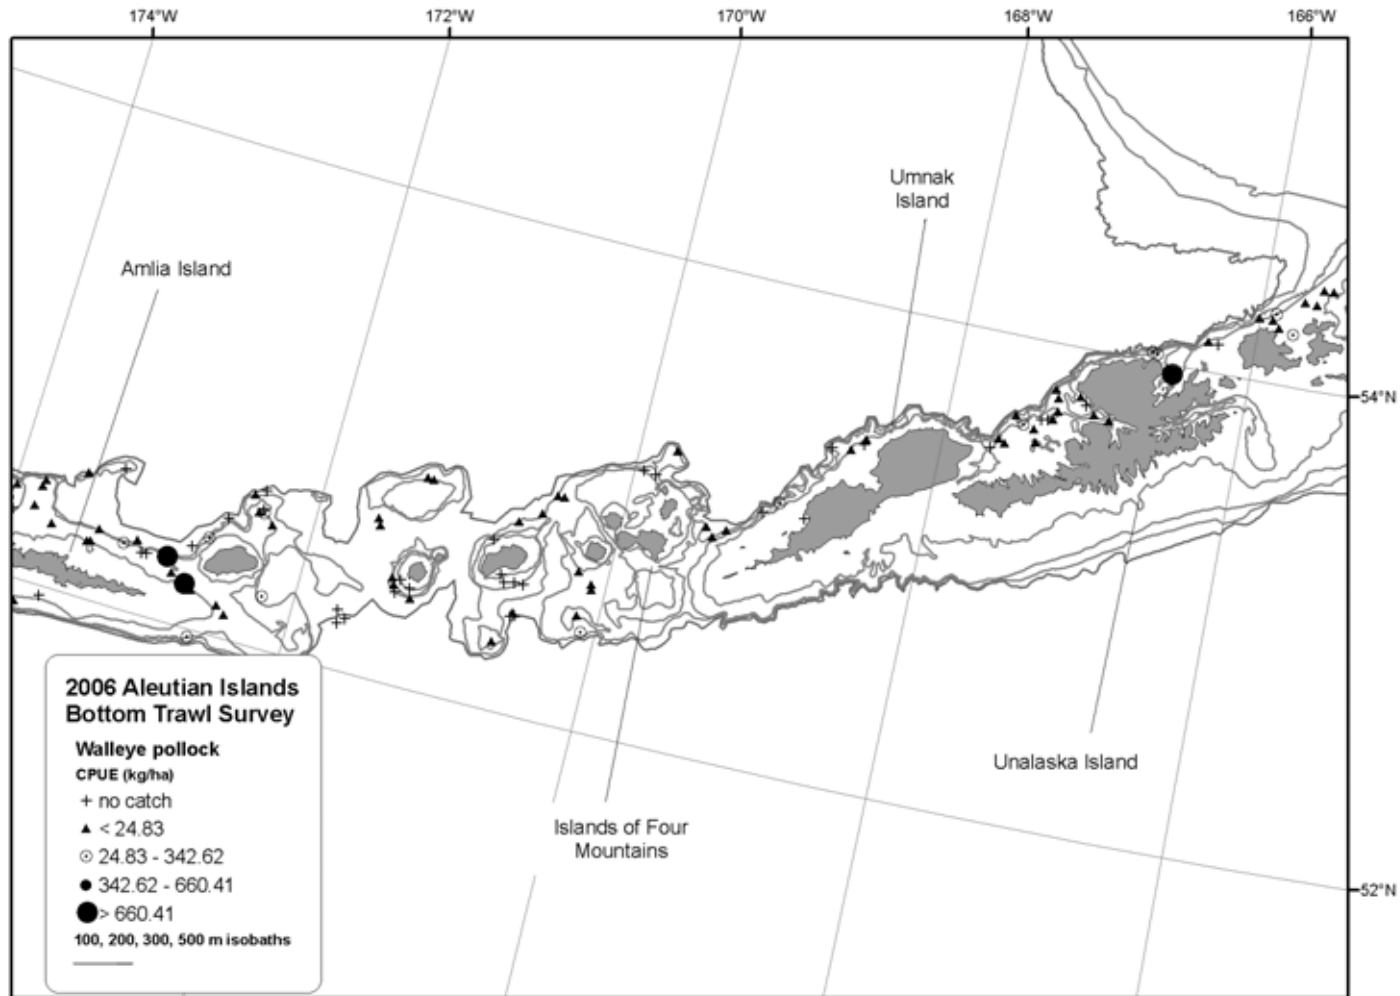 174°W
172°W
170°W
168°W
166°W
Umnak
Island
Amlia Island
54°N
Unalaska Island
Islands of Four
Mountains
52°N
2006 Aleutian Islands
Bottom Trawl Survey
Walleye pollock
CPUE (kg/ha)
+ no catch
▲ < 24.83
⊙ 24.83 - 342.62
● 342.62 - 660.41
● > 660.41
100, 200, 300, 500 m isobaths